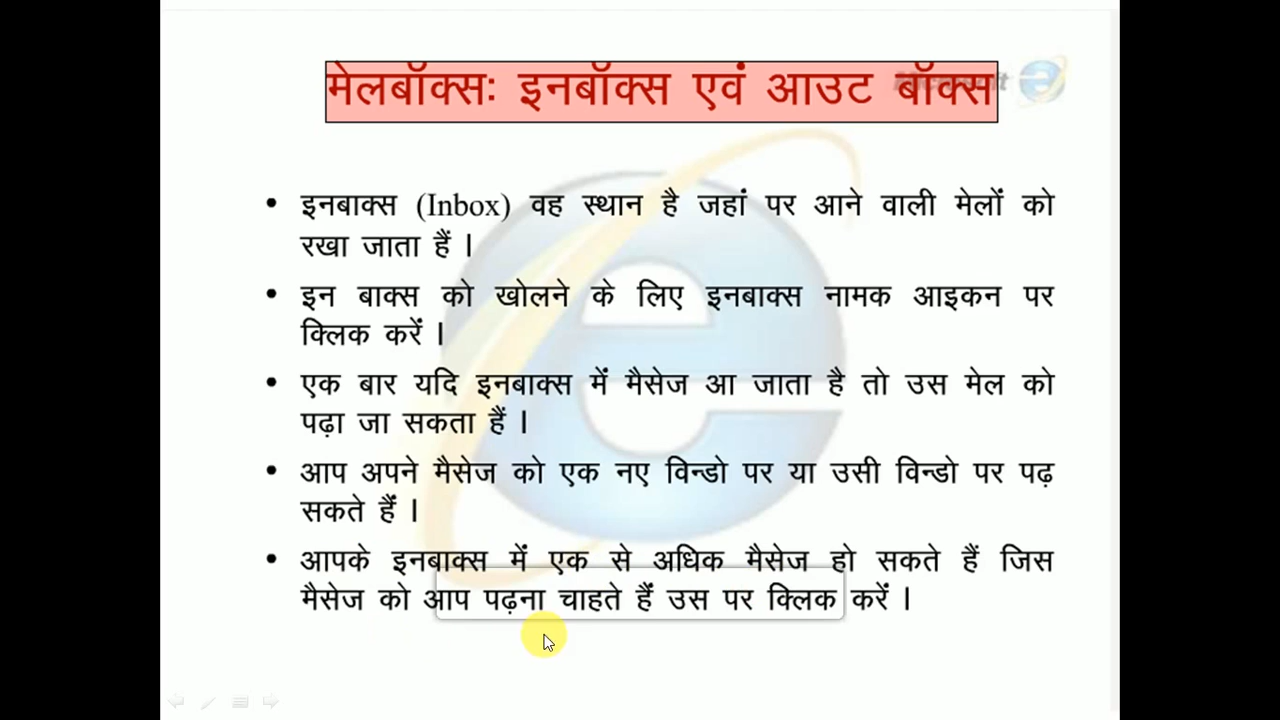 मेलबॉक्सः इनबॉक्स एवं आउट बॉक्स
Microsoft
• इनबाक्स (Inbox) वह स्थान है जहां पर आने वाली मेलों को
रखा जाता हैं ।
• इन बाक्स को खोलने के लिए इनबाक्स नामक आइकन पर
क्लिक करें ।
• एक बार यदि इनबाक्स में मैसेज आ जाता है तो उस मेल को
पढ़ा जा सकता हैं ।
• आप अपने मैसेज को एक नए विन्डो पर या उसी विन्डो पर पढ़
सकते हैं ।
• आपके इनबाक्स में एक से अधिक मैसेज हो सकते हैं जिस
मैसेज को आप पढ़ना चाहते हैं उस पर क्लिक करें ।